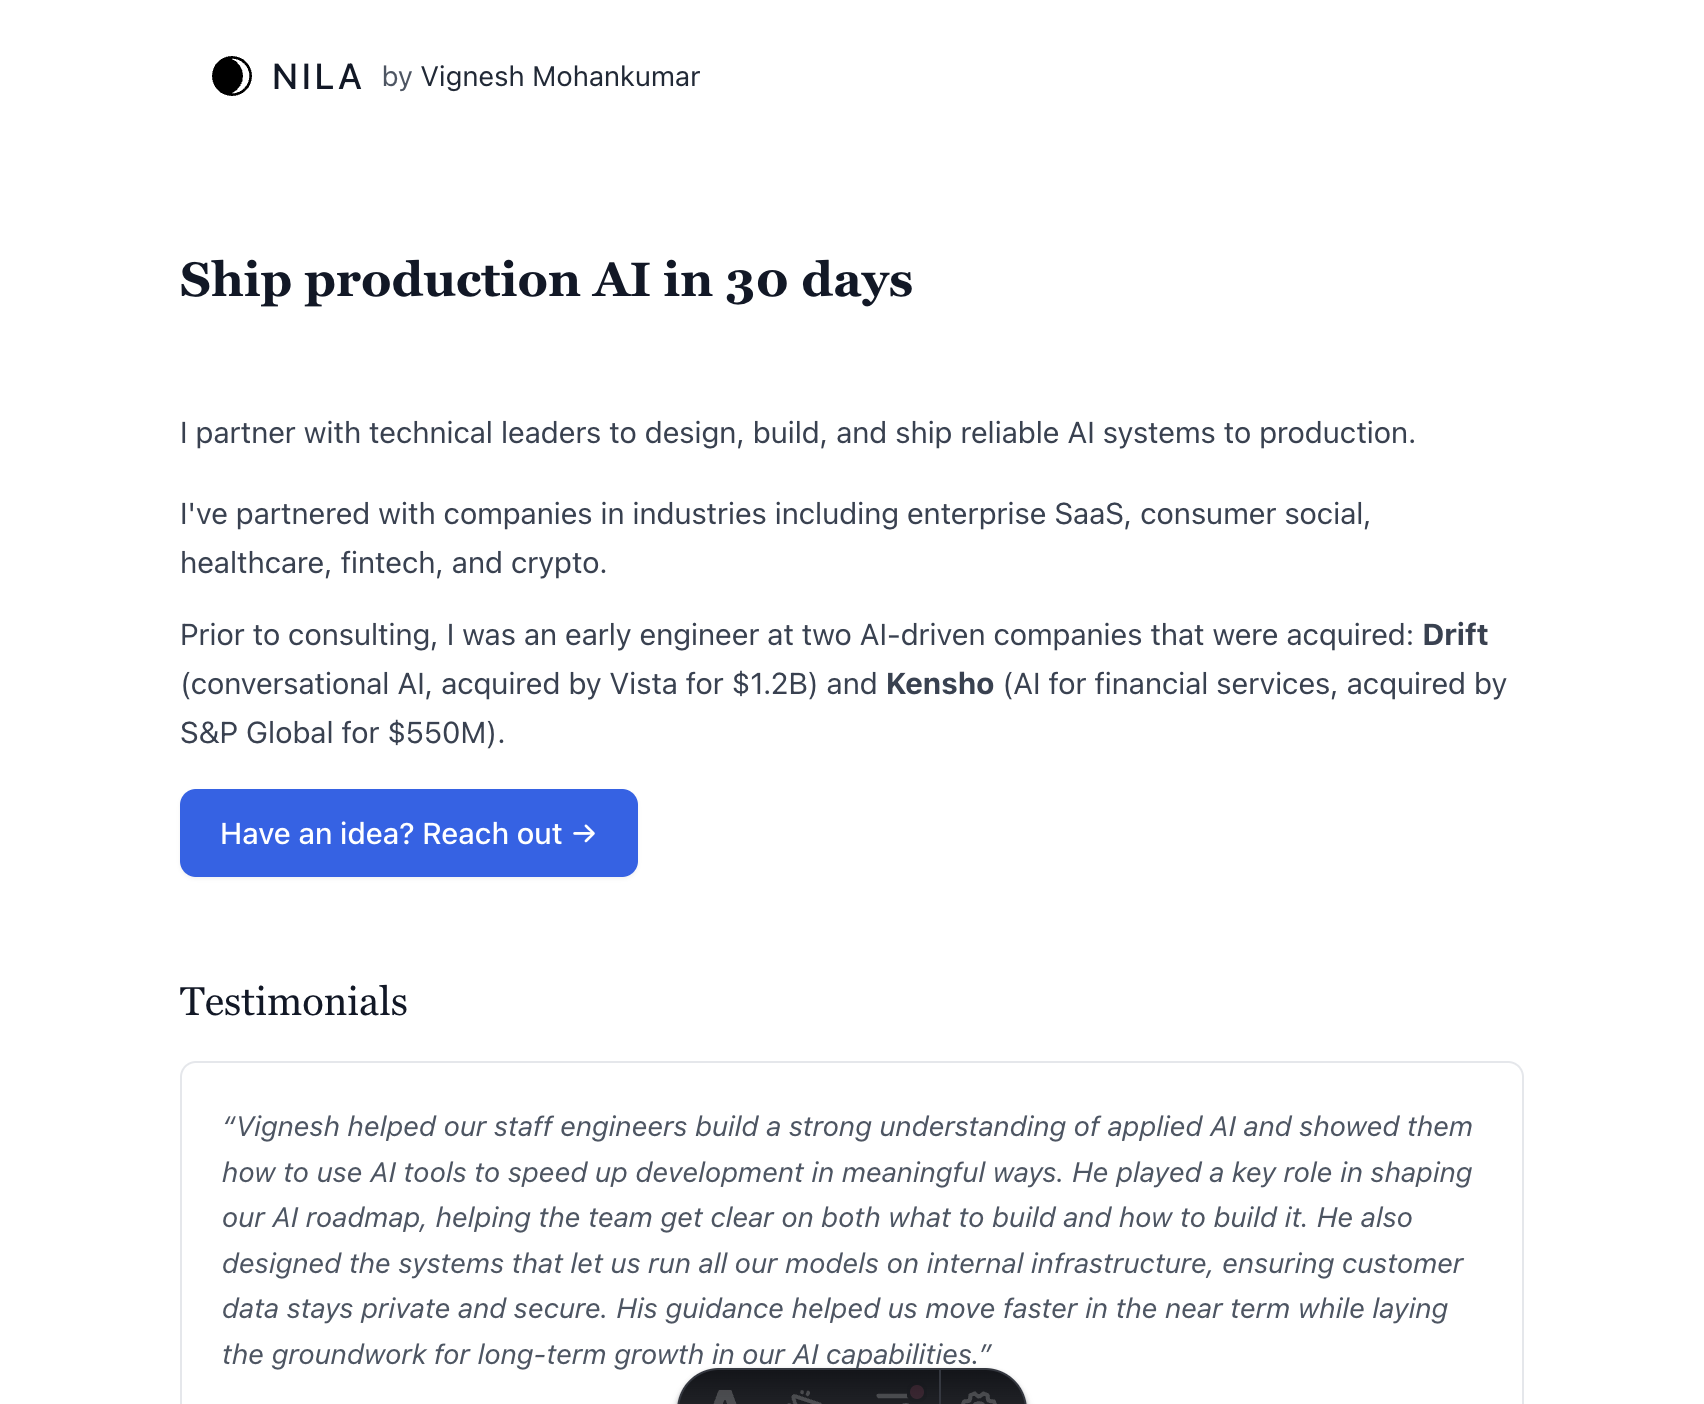 NILA by Vignesh Mohankumar
Ship production AI in 30 days
I partner with technical leaders to design, build, and ship reliable AI systems to production.
I've partnered with companies in industries including enterprise SaaS, consumer social,
healthcare, fintech, and crypto.
Prior to consulting, I was an early engineer at two AI-driven companies that were acquired: Drift
(conversational AI, acquired by Vista for $1.2B) and Kensho (AI for financial services, acquired by
S&P Global for $550M).
Have an idea? Reach out →
Testimonials
“Vignesh helped our staff engineers build a strong understanding of applied AI and showed them
how to use AI tools to speed up development in meaningful ways. He played a key role in shaping
our AI roadmap, helping the team get clear on both what to build and how to build it. He also
designed the systems that let us run all our models on internal infrastructure, ensuring customer
data stays private and secure. His guidance helped us move faster in the near term while laying
the groundwork for long-term growth in our AI capabilities.”